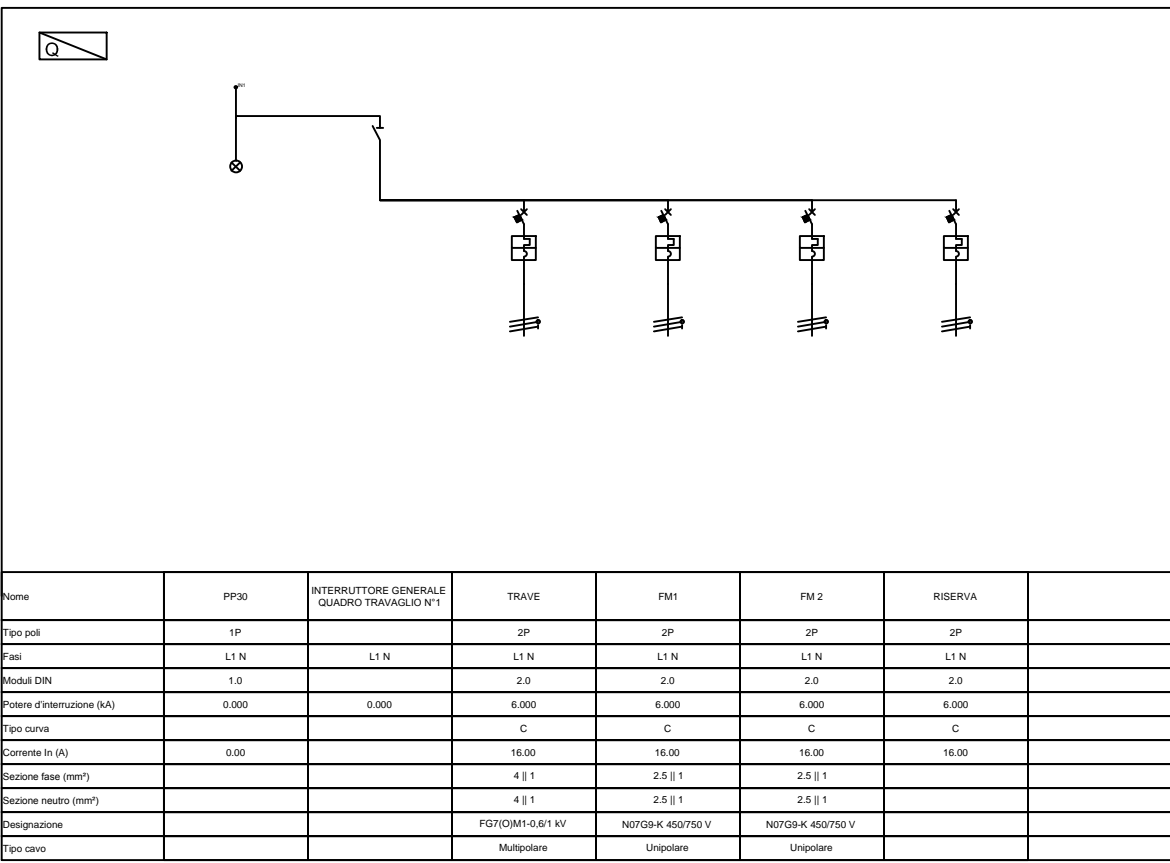 Q
IN1
Nome PP30 INTERRUTTORE GENERALE QUADRO TRAVAGLIO N°1 TRAVE FM1 FM 2 RISERVA
Tipo poli 1P 2P 2P 2P 2P
Fasi L1 N L1 N L1 N L1 N L1 N L1 N
Moduli DIN 1.0 2.0 2.0 2.0 2.0
Potere d'interruzione (kA) 0.000 0.000 6.000 6.000 6.000 6.000
Tipo curva C C C C
Corrente In (A) 0.00 16.00 16.00 16.00 16.00
Sezione fase (mm²) 4 || 1 2.5 || 1 2.5 || 1
Sezione neutro (mm²) 4 || 1 2.5 || 1 2.5 || 1
Designazione FG7(O)M1-0,6/1 kV N07G9-K 450/750 V N07G9-K 450/750 V
Tipo cavo Multipolare Unipolare Unipolare